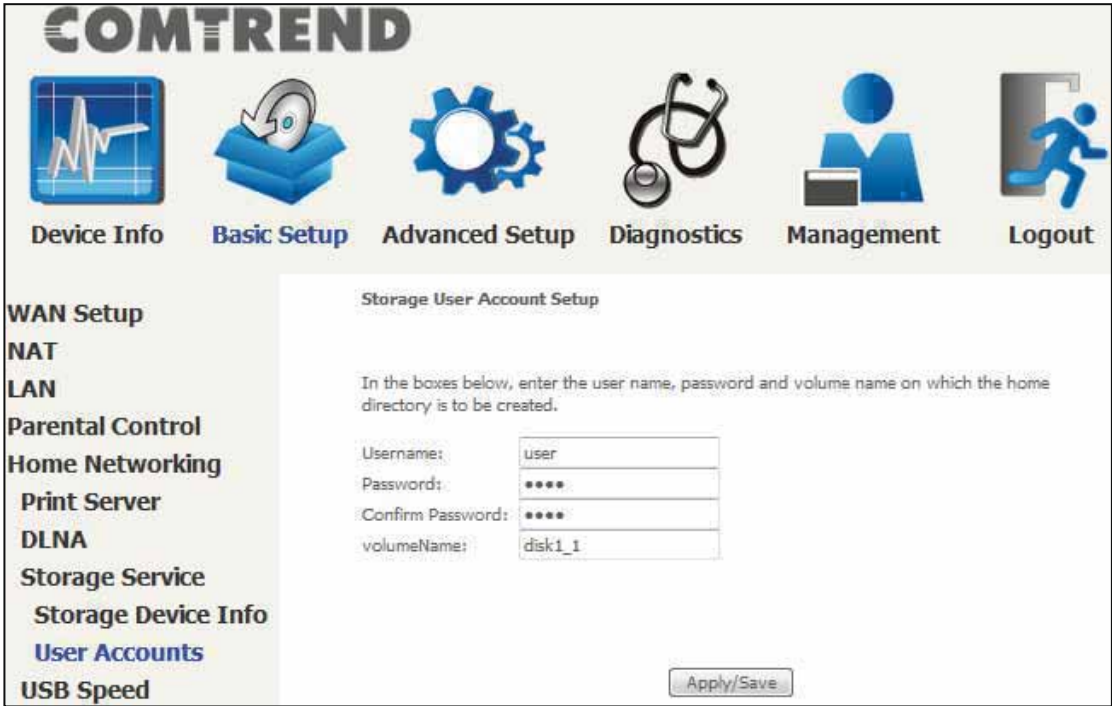 COMTREND
Device Info Basic Setup Advanced Setup Diagnostics Management Logout
WAN Setup
NAT
LAN
Parental Control
Home Networking
Print Server
DLNA
Storage Service
Storage Device Info
User Accounts
USB Speed
Storage User Account Setup
In the boxes below, enter the user name, password and volume name on which the home
directory is to be created.
Username: user
Password: ••••
Confirm Password: ••••
volumeName: disk1_1
Apply/Save